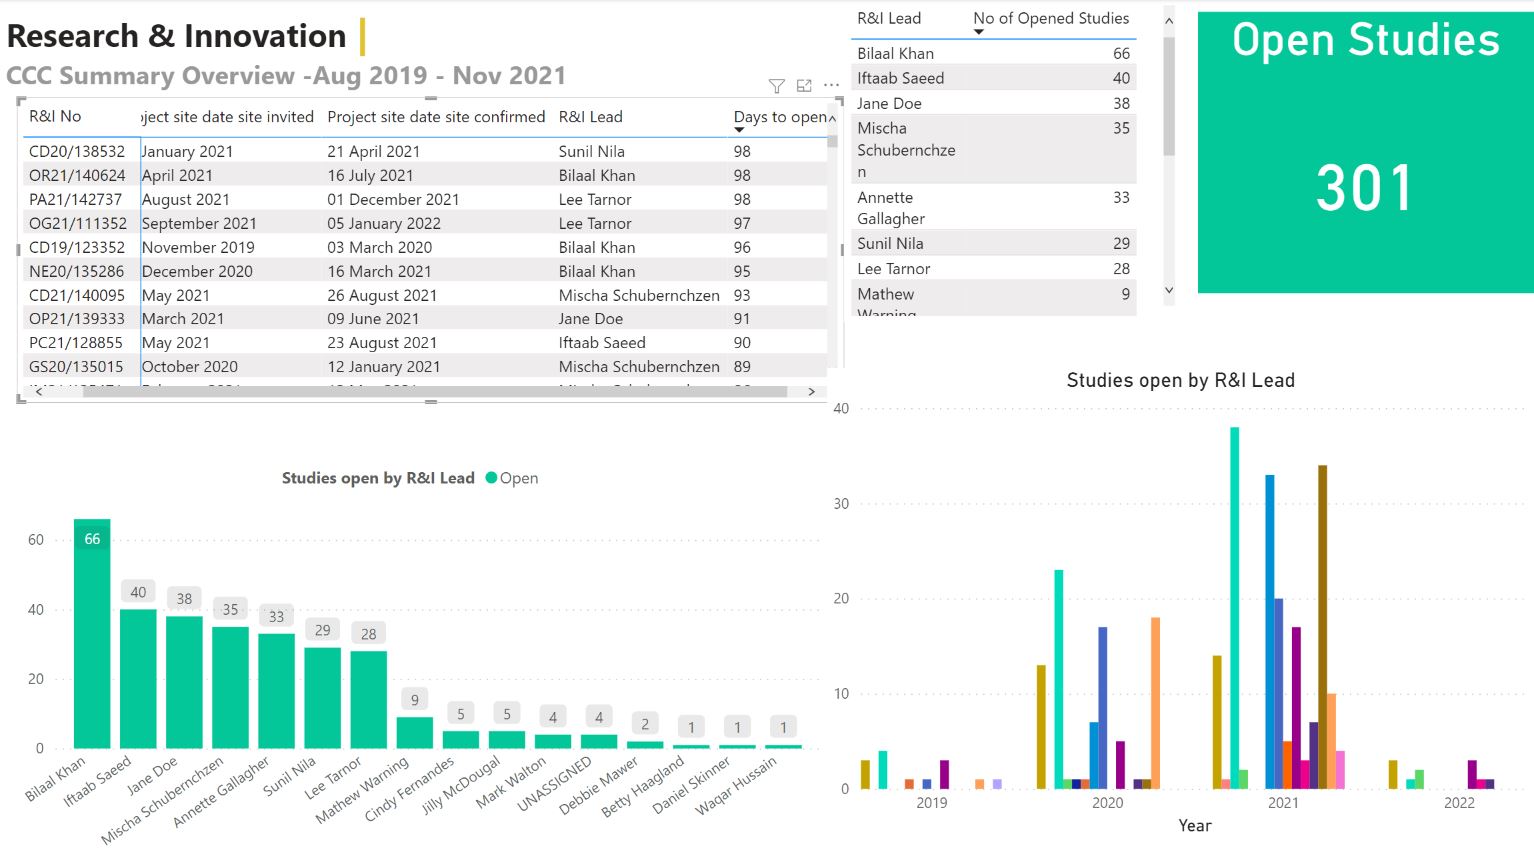 Research & Innovation
CCC Summary Overview -Aug 2019 - Nov 2021
R&I No ject site date site invited Project site date site confirmed R&I Lead Days to open
CD20/138532 January 2021 21 April 2021 Sunil Nila 98
OR21/140624 April 2021 16 July 2021 Bilaal Khan 98
PA21/142737 August 2021 01 December 2021 Lee Tarnor 98
OG21/111352 September 2021 05 January 2022 Lee Tarnor 97
CD19/123352 November 2019 03 March 2020 Bilaal Khan 96
NE20/135286 December 2020 16 March 2021 Bilaal Khan 95
CD21/140095 May 2021 26 August 2021 Mischa Schubernchzen 93
OP21/139333 March 2021 09 June 2021 Jane Doe 91
PC21/128855 May 2021 23 August 2021 Iftaab Saeed 90
GS20/135015 October 2020 12 January 2021 Mischa Schubernchzen 89
R&I Lead No of Opened Studies
Bilaal Khan 66
Iftaab Saeed 40
Jane Doe 38
Mischa 35
Schubernchze
n
Annette 33
Gallagher
Sunil Nila 29
Lee Tarnor 28
Mathew 9
Warning
Open Studies
301
Studies open by R&I Lead Open
60
40
20
0
66
40
38
35
33
29
28
9
5
5
4
4
2
1
1
1
Bilaal Khan
Iftaab Saeed
Jane Doe
Mischa Schubernchzen
Annette Gallagher
Sunil Nila
Lee Tarnor
Mathew Warning
Cindy Fernandes
Jilly McDougal
Mark Walton
UNASSIGNED
Debbie Mawer
Betty Haagland
Daniel Skinner
Waqar Hussain
Studies open by R&I Lead
40
30
20
10
0
2019 2020 2021 2022
Year